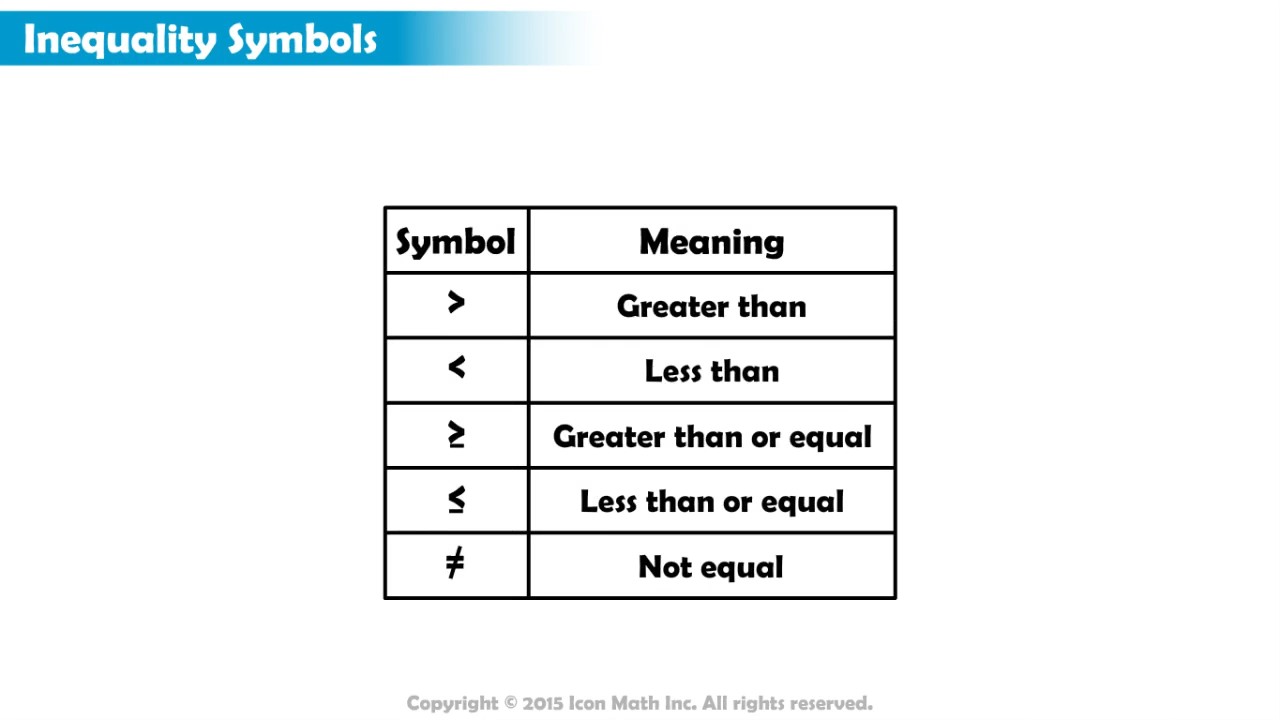 Inequality Symbols
Symbol Meaning
> Greater than
< Less than
≥ Greater than or equal
≤ Less than or equal
≠ Not equal
Copyright © 2015 Icon Math Inc. All rights reserved.